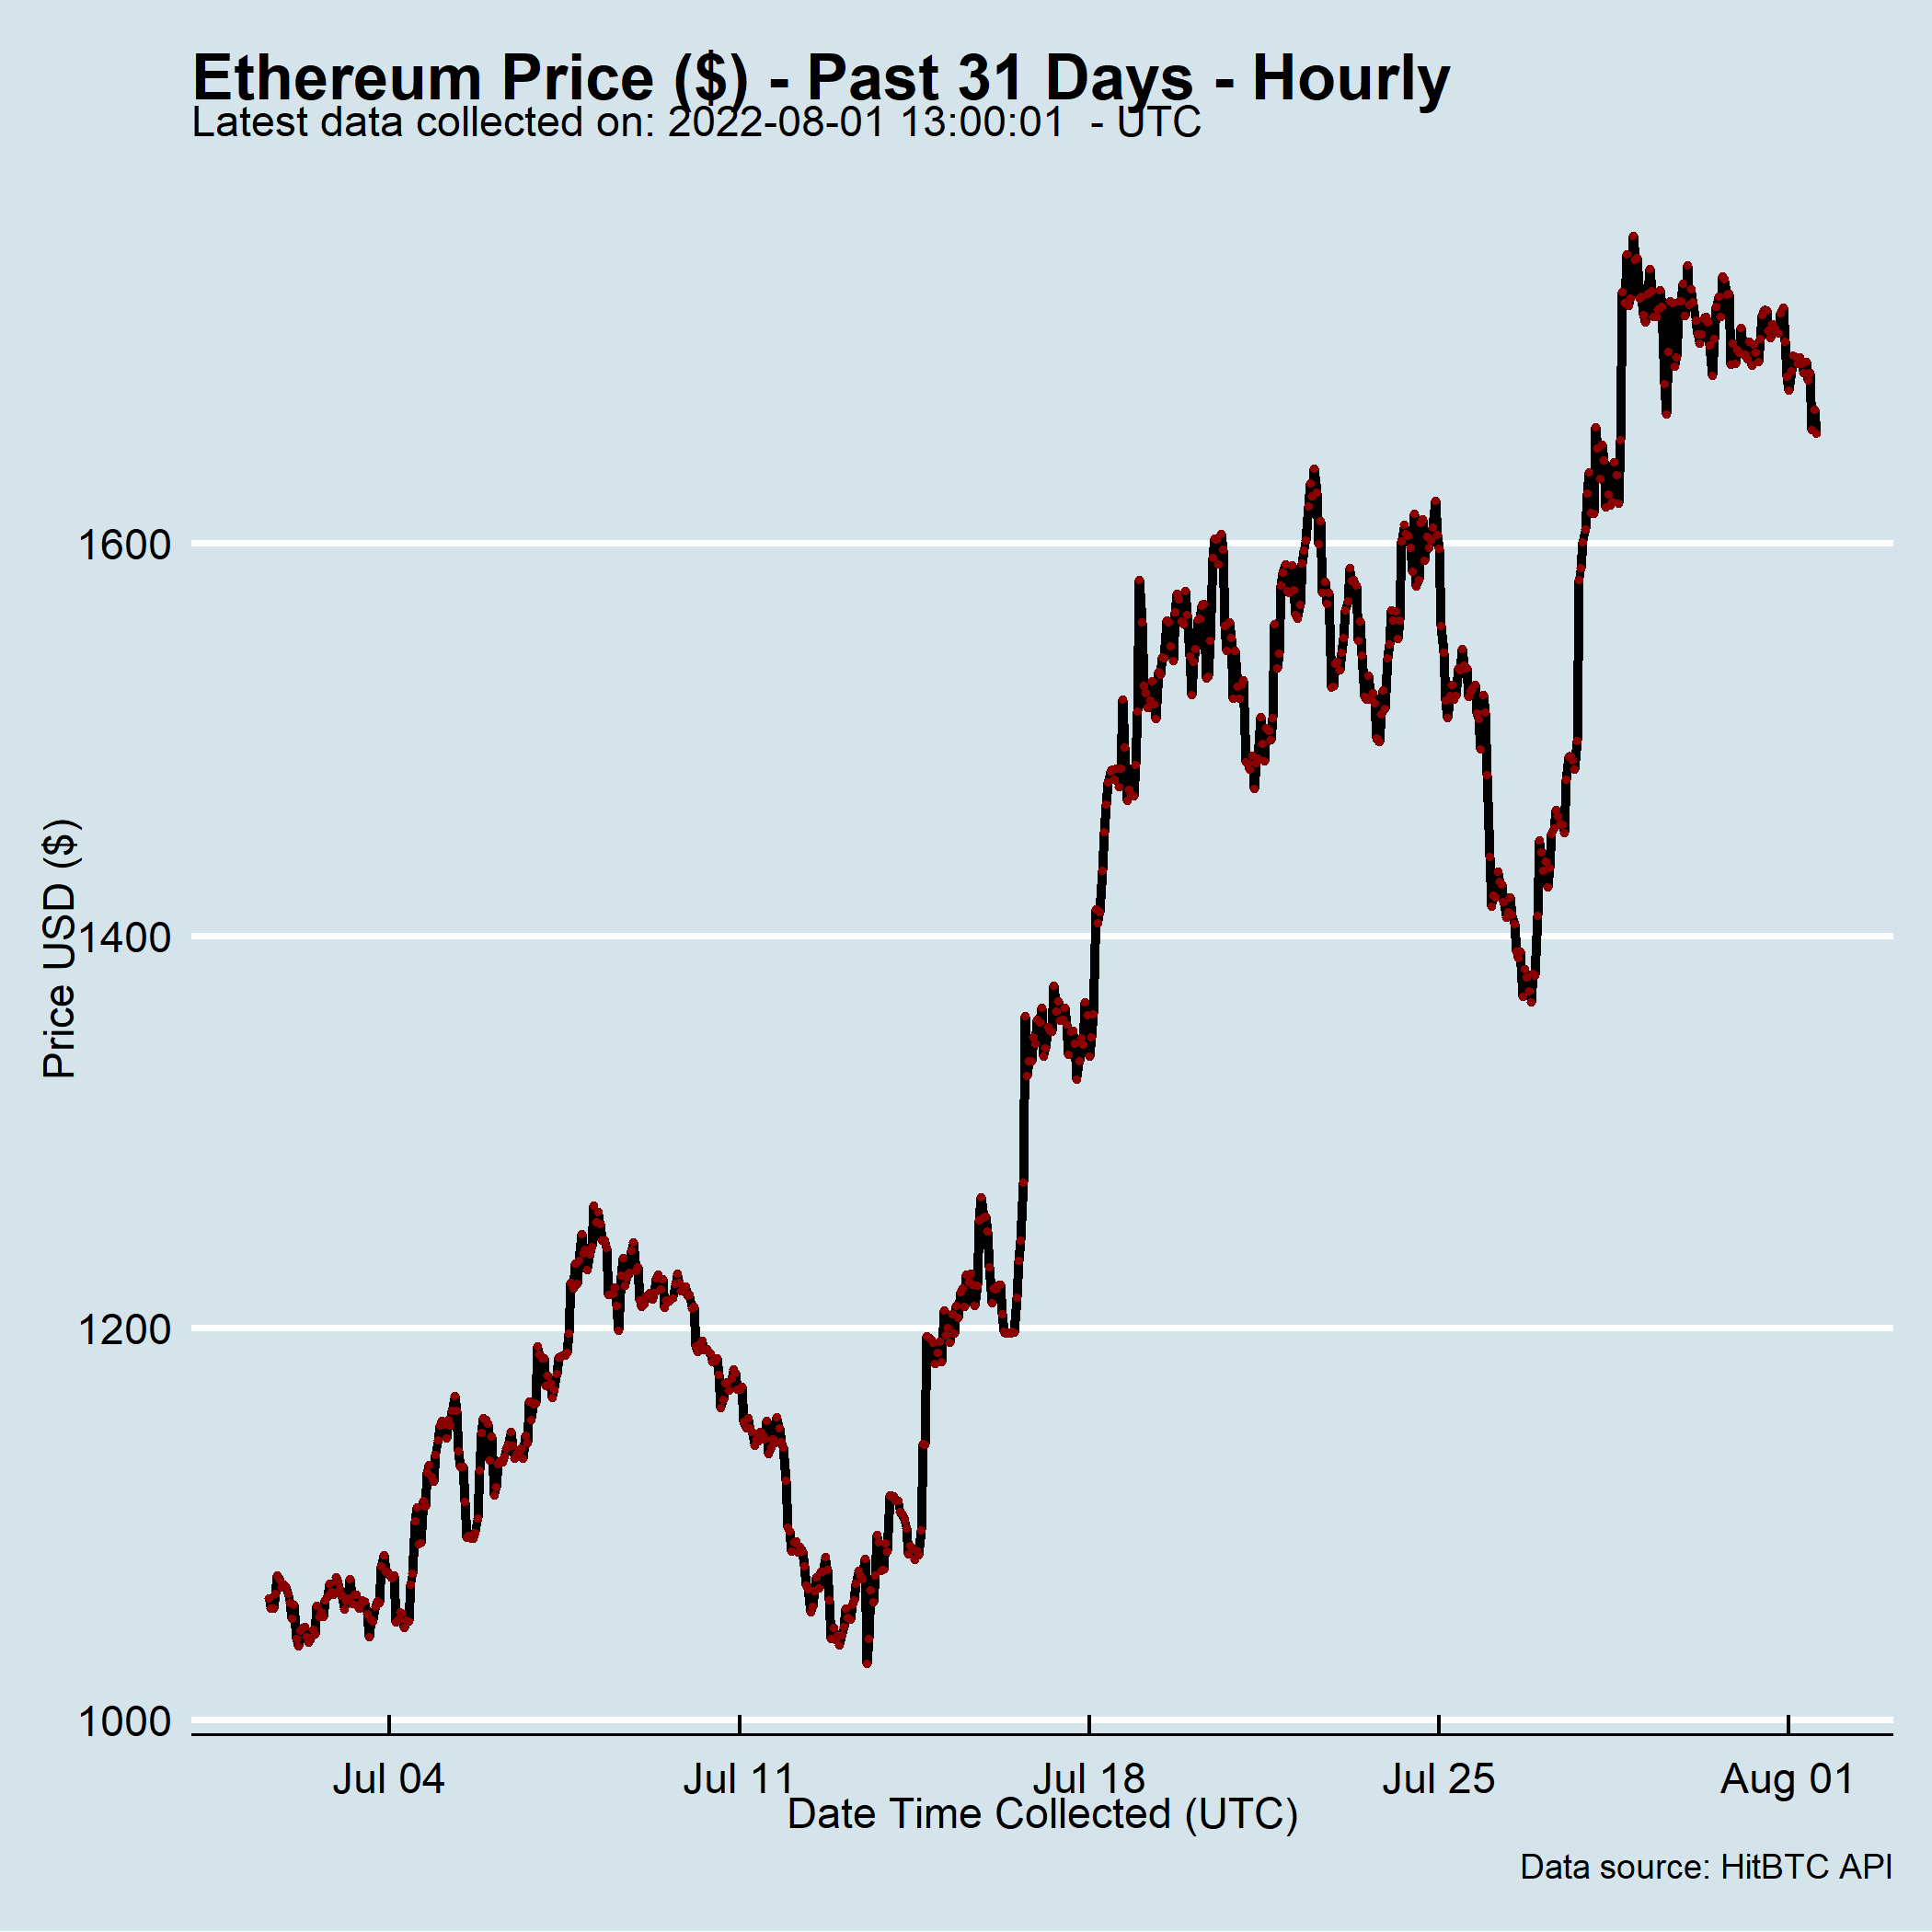 Ethereum Price ($) - Past 31 Days - Hourly
Latest data collected on: 2022-08-01 13:00:01  - UTC
Price USD ($)
1600
1400
1200
1000
Jul 04
Jul 11
Jul 18
Jul 25
Aug 01
Date Time Collected (UTC)
Data source: HitBTC API